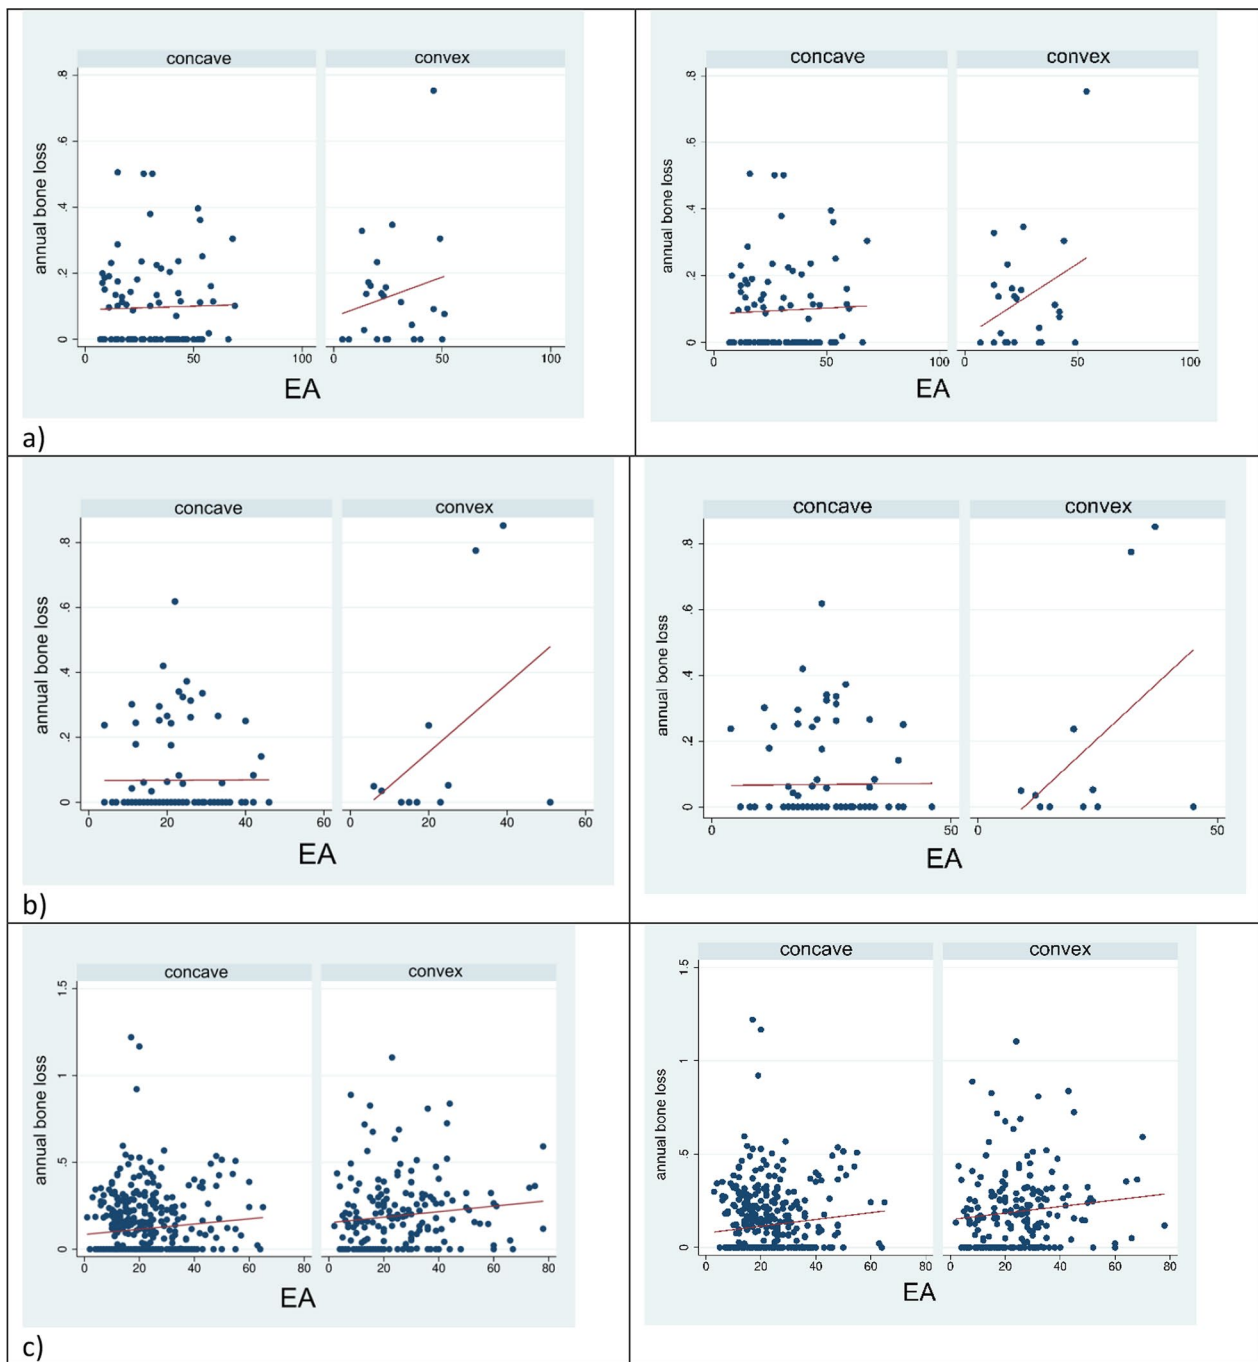 concave convex
.8
.6
.4
.2
0
annual bone loss
0 50 100 0 50 100
EA
concave convex
.8
.6
.4
.2
0
annual bone loss
0 50 100 0 50 100
EA
a)
concave convex
.8
.6
.4
.2
0
annual bone loss
0 20 40 60 0 20 40 60
EA
concave convex
.8
.6
.4
.2
0
annual bone loss
0 50 0 50
EA
b)
concave convex
1.5
1
.5
0
annual bone loss
0 20 40 60 80 0 20 40 60 80
EA
concave convex
1.5
1
.5
0
annual bone loss
0 20 40 60 80 0 20 40 60 80
EA
c)